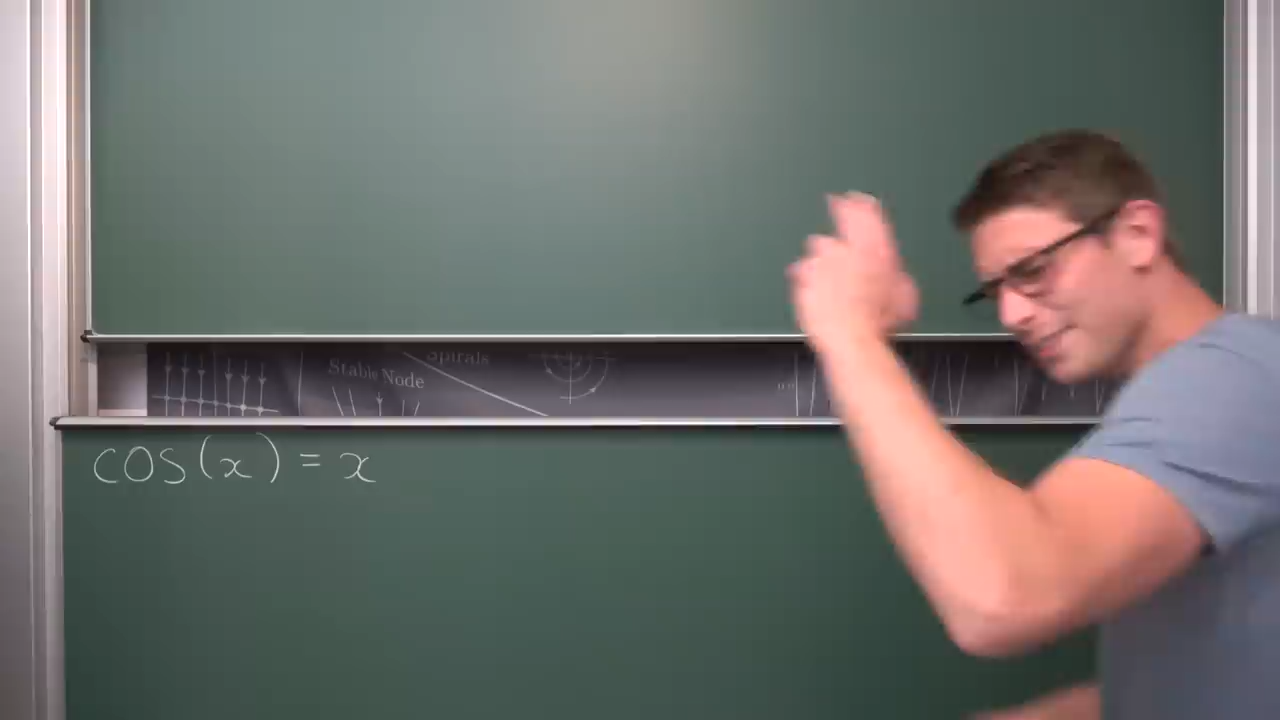 Spirals
Stable Node
cos(x) = x